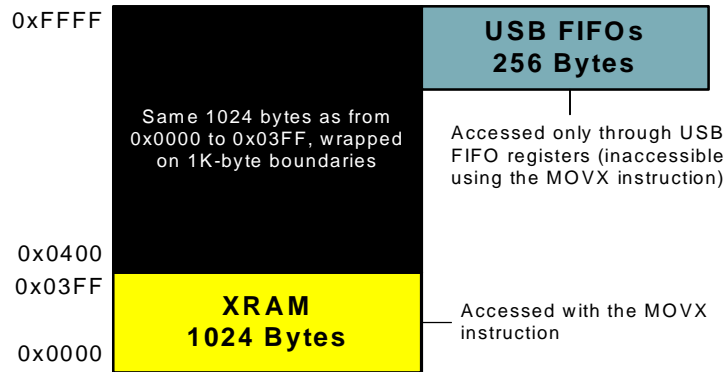 0xFFFF
USB FIFOs
256 Bytes
Same 1024 bytes as from
0x0000 to 0x03FF, wrapped
on 1K-byte boundaries
Accessed only through USB
FIFO registers (inaccessible
using the MOVX instruction)
0x0400
0x03FF
XRAM
1024 Bytes
Accessed with the MOVX
instruction
0x0000